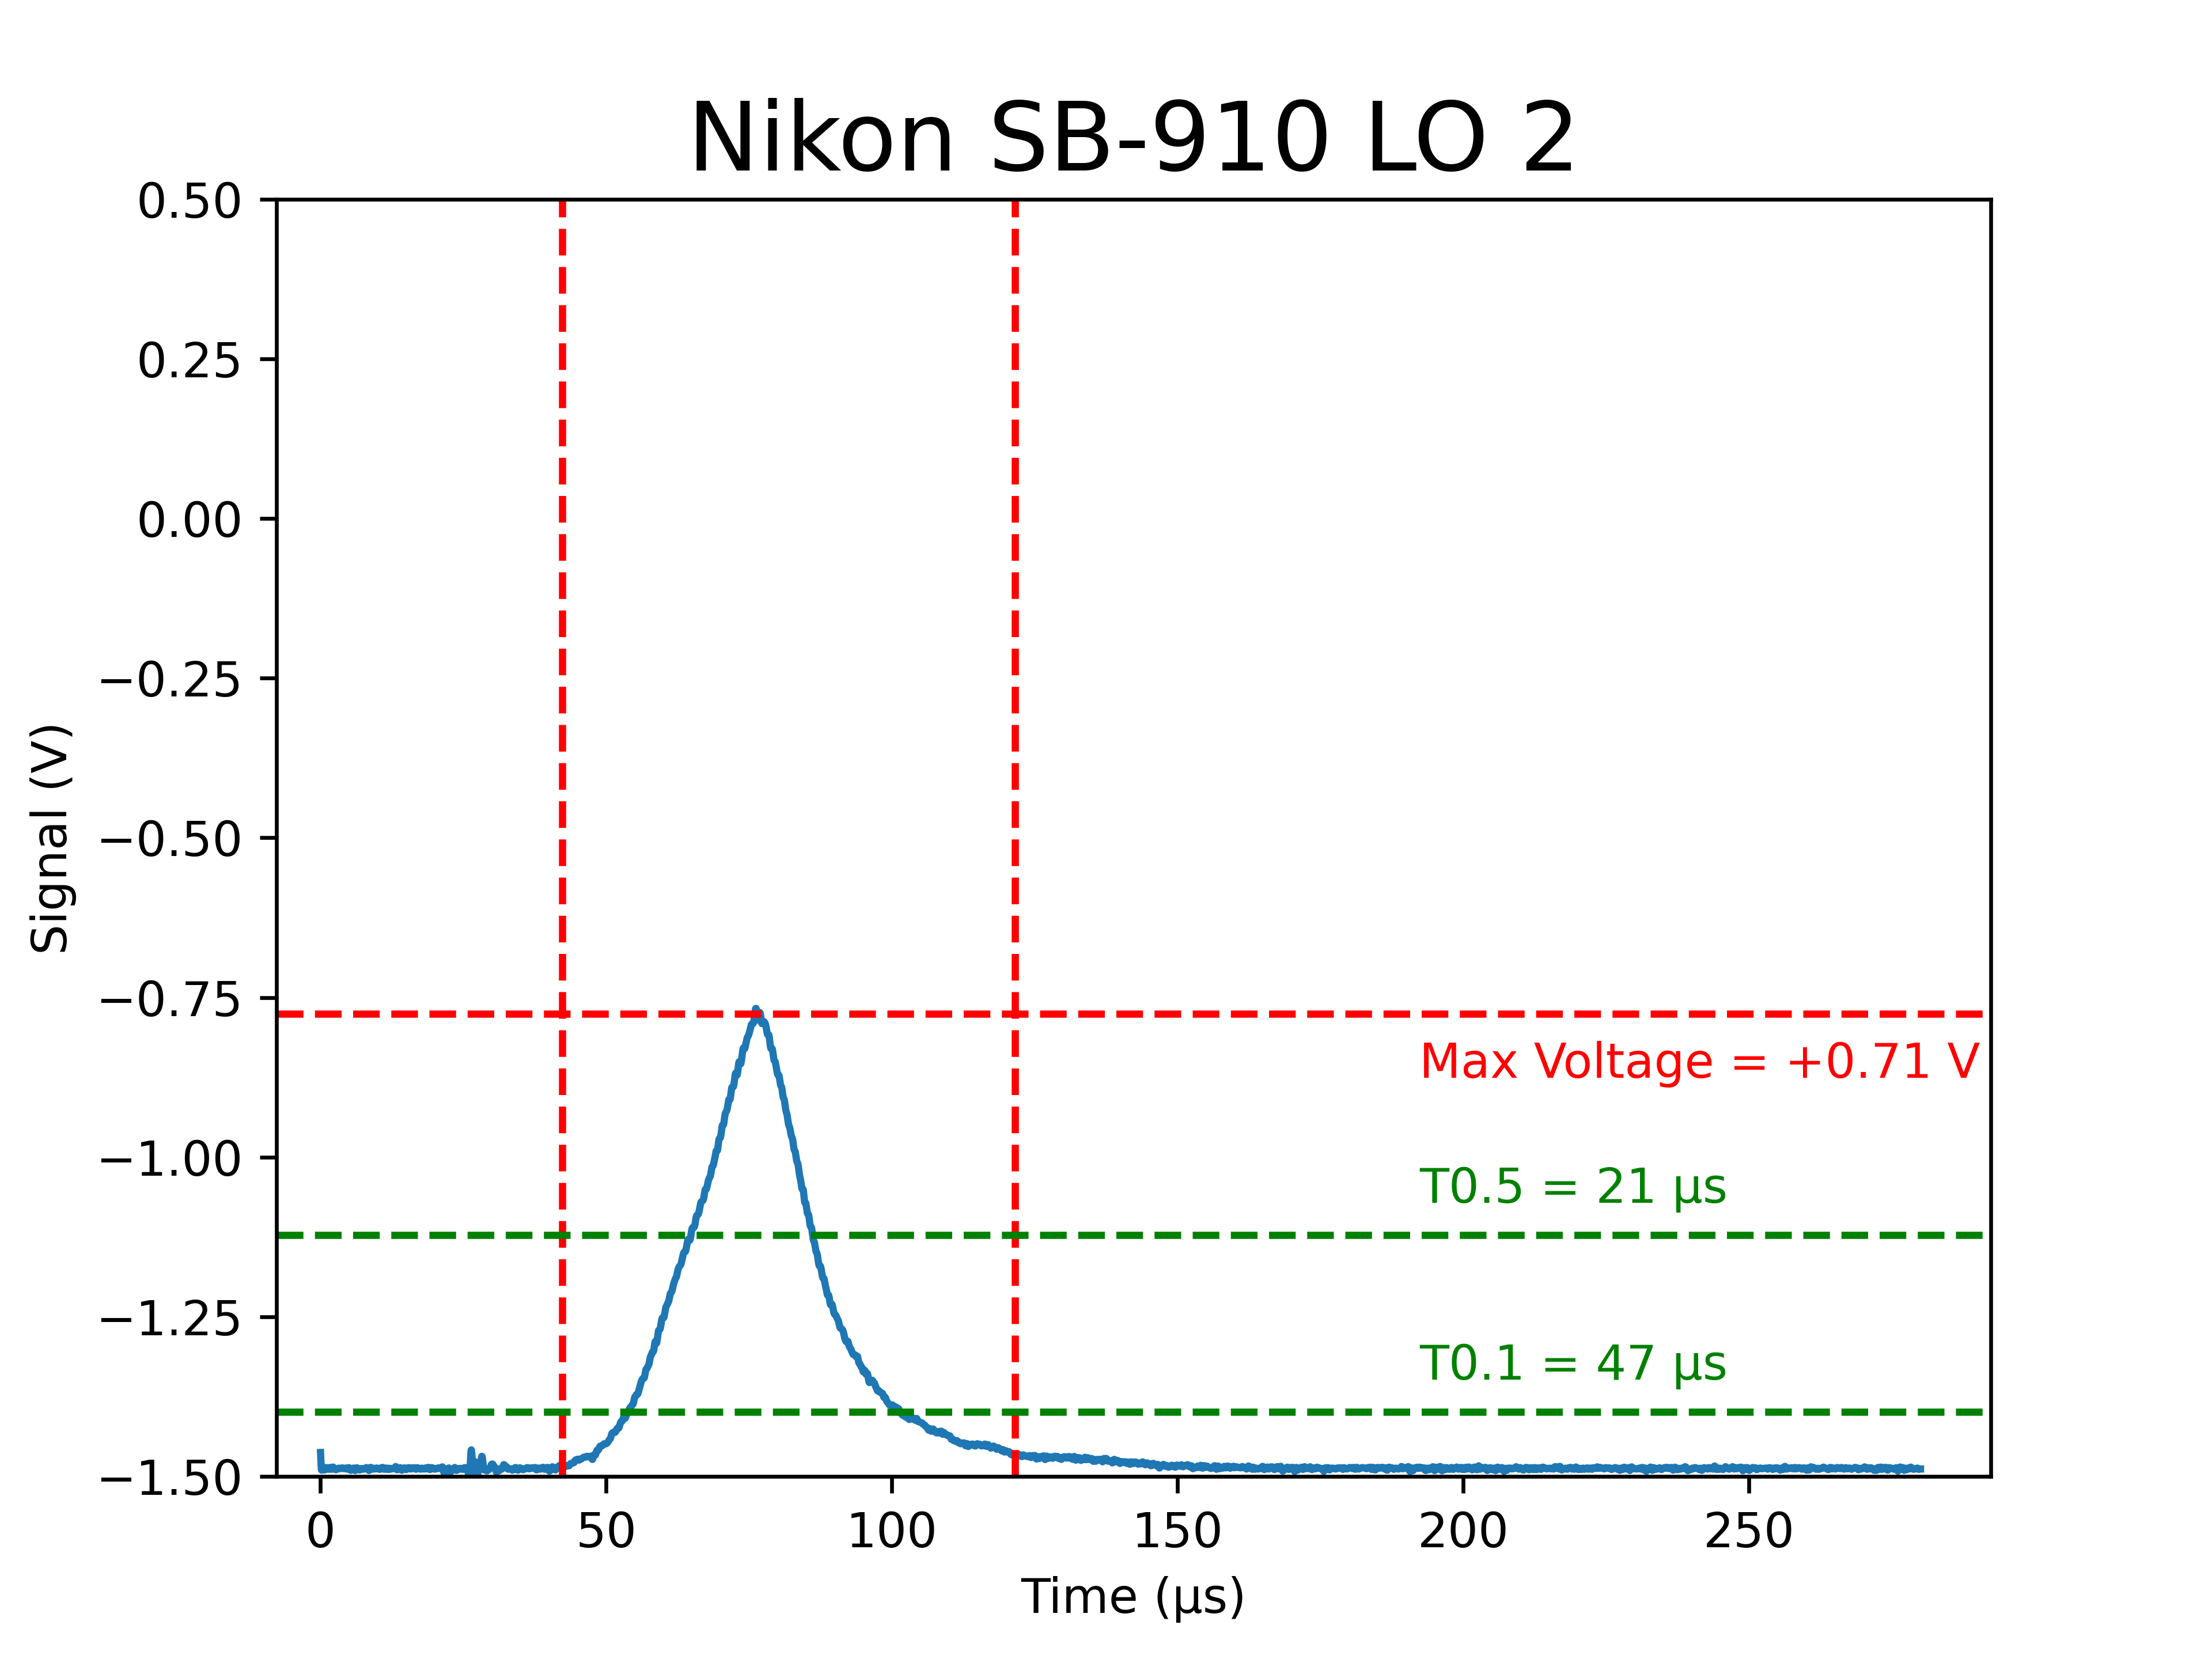 Nikon SB-910 LO 2
0.50
0.25
0.00
−0.25
−0.50
−0.75
−1.00
−1.25
−1.50
Signal (V)
Max Voltage = +0.71 V
T0.5 = 21 µs
T0.1 = 47 µs
0 50 100 150 200 250
Time (µs)